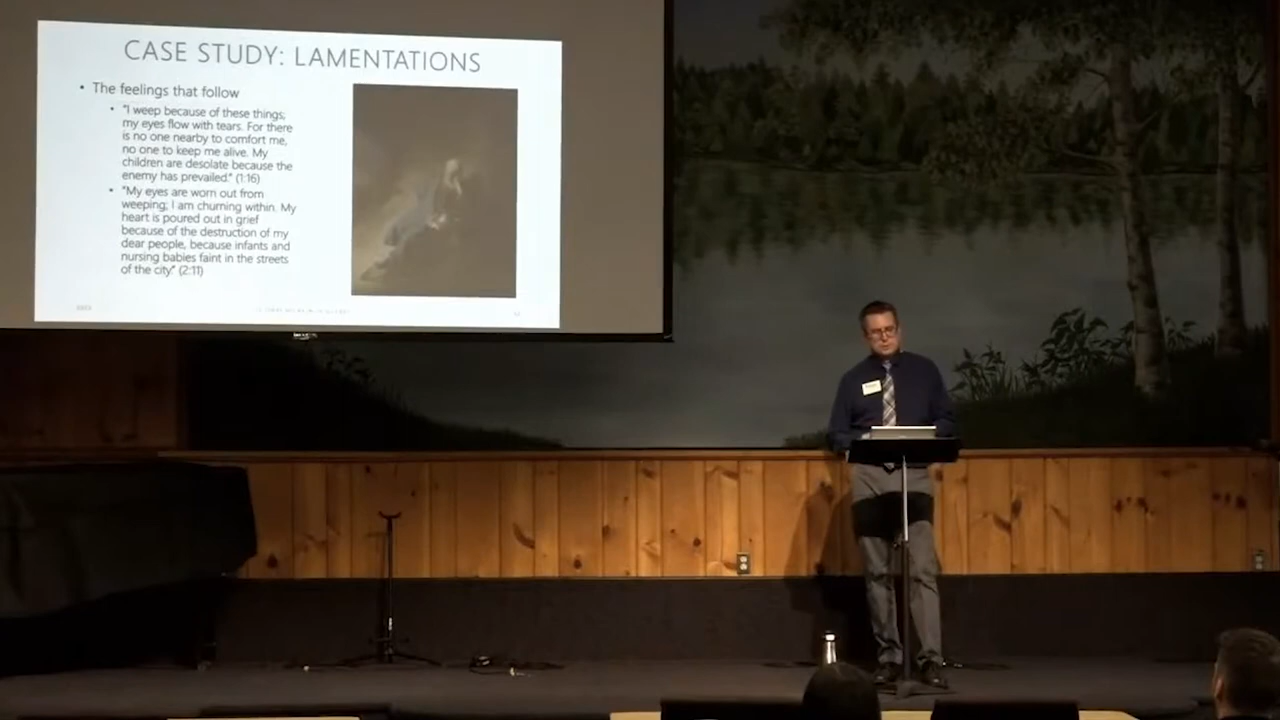 CASE STUDY: LAMENTATIONS
• The feelings that follow
• "I weep because of these things;
my eyes flow with tears. For there
is no one nearby to comfort me,
no one to keep me alive. My
children are desolate because the
enemy has prevailed." (1:16)
• "My eyes are worn out from
weeping; I am churning within. My
heart is poured out in grief
because of the destruction of my
dear people, because infants and
nursing babies faint in the streets
of the city." (2:11)